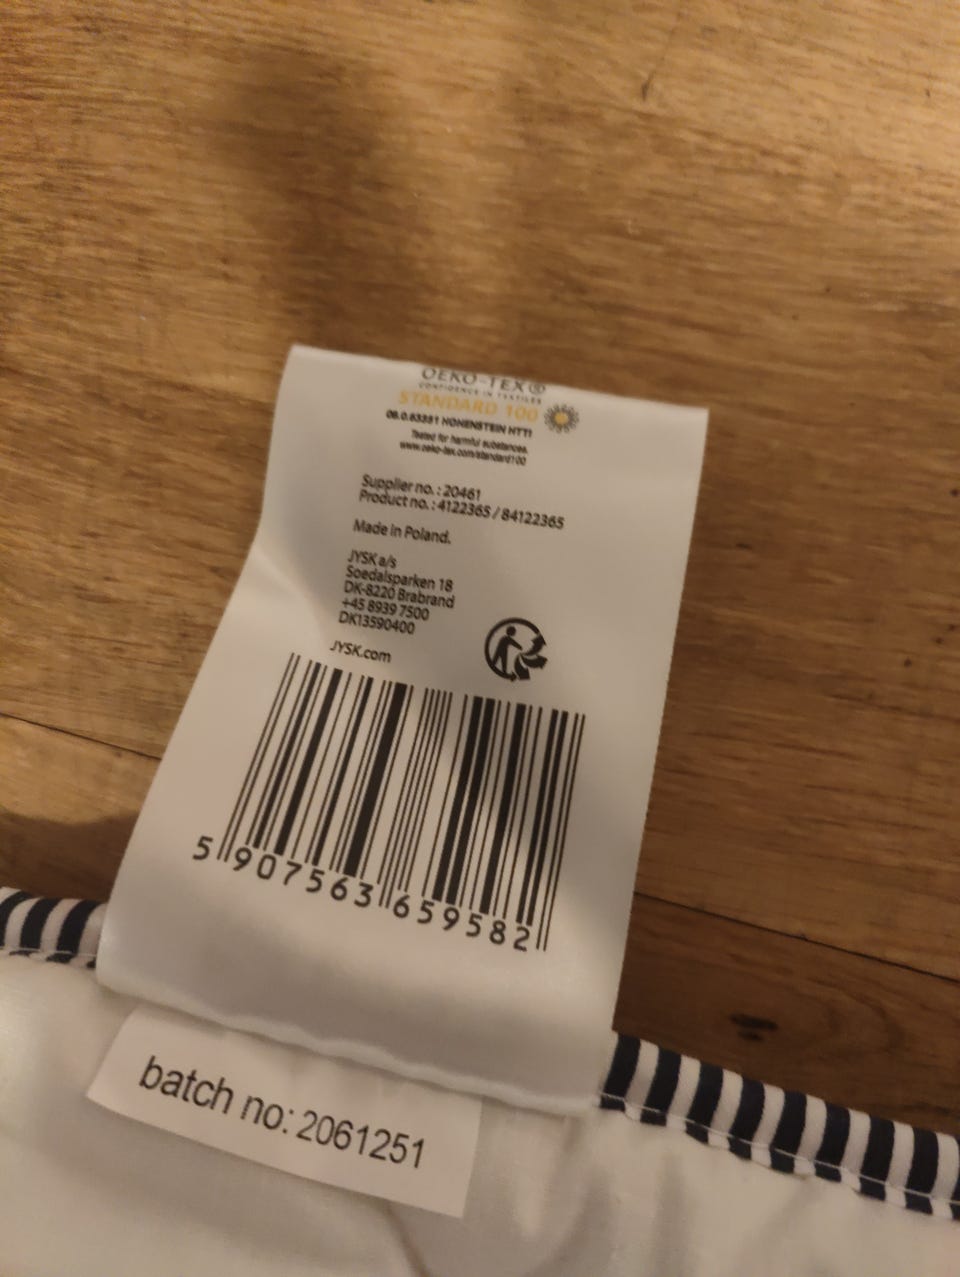 OEKO-TEX®
CONFIDENCE IN TEXTILES
STANDARD 100
06.0.63351 HOHENSTEIN HTTI
Tested for harmful substances.
www.oeko-tex.com/standard100
Supplier no. : 20461
Product no. : 4122365 / 84122365
Made in Poland.
JYSK a/s
Soedalsparken 18
DK-8220 Brabrand
+45 8939 7500
DK13590400
JYSK.com
5 907563 659582
batch no: 2061251